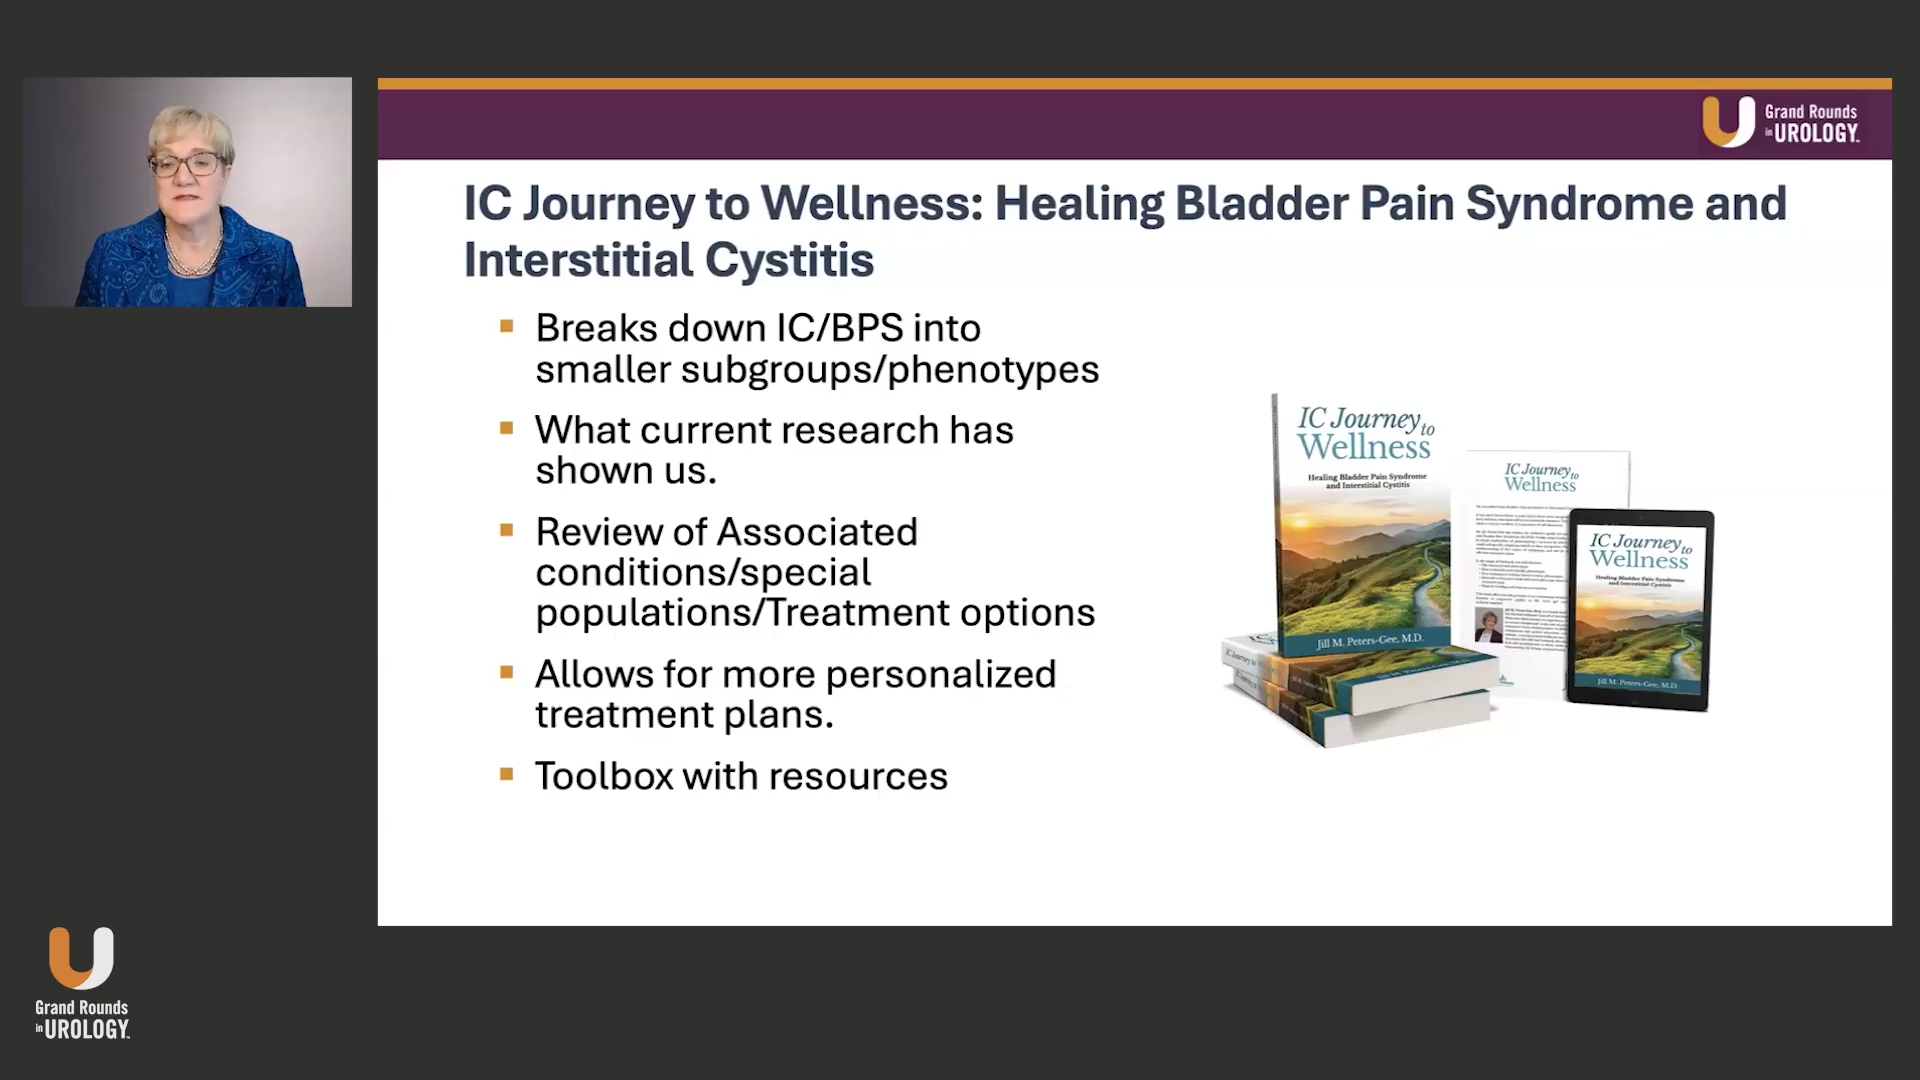 Grand Rounds
in UROLOGY
IC Journey to Wellness: Healing Bladder Pain Syndrome and
Interstitial Cystitis
Breaks down IC/BPS into
smaller subgroups/phenotypes
What current research has
shown us.
Review of Associated
conditions/special
populations/Treatment options
Allows for more personalized
treatment plans.
Toolbox with resources
IC Journey to
Wellness
Healing Bladder Pain Syndrome
and Interstitial Cystitis
Jill M. Peters-Gee, M.D.
IC Journey to
Wellness
IC Journey to
Wellness
Healing Bladder Pain Syndrome
and Interstitial Cystitis
Jill M. Peters-Gee, M.D.
Grand Rounds
in UROLOGY